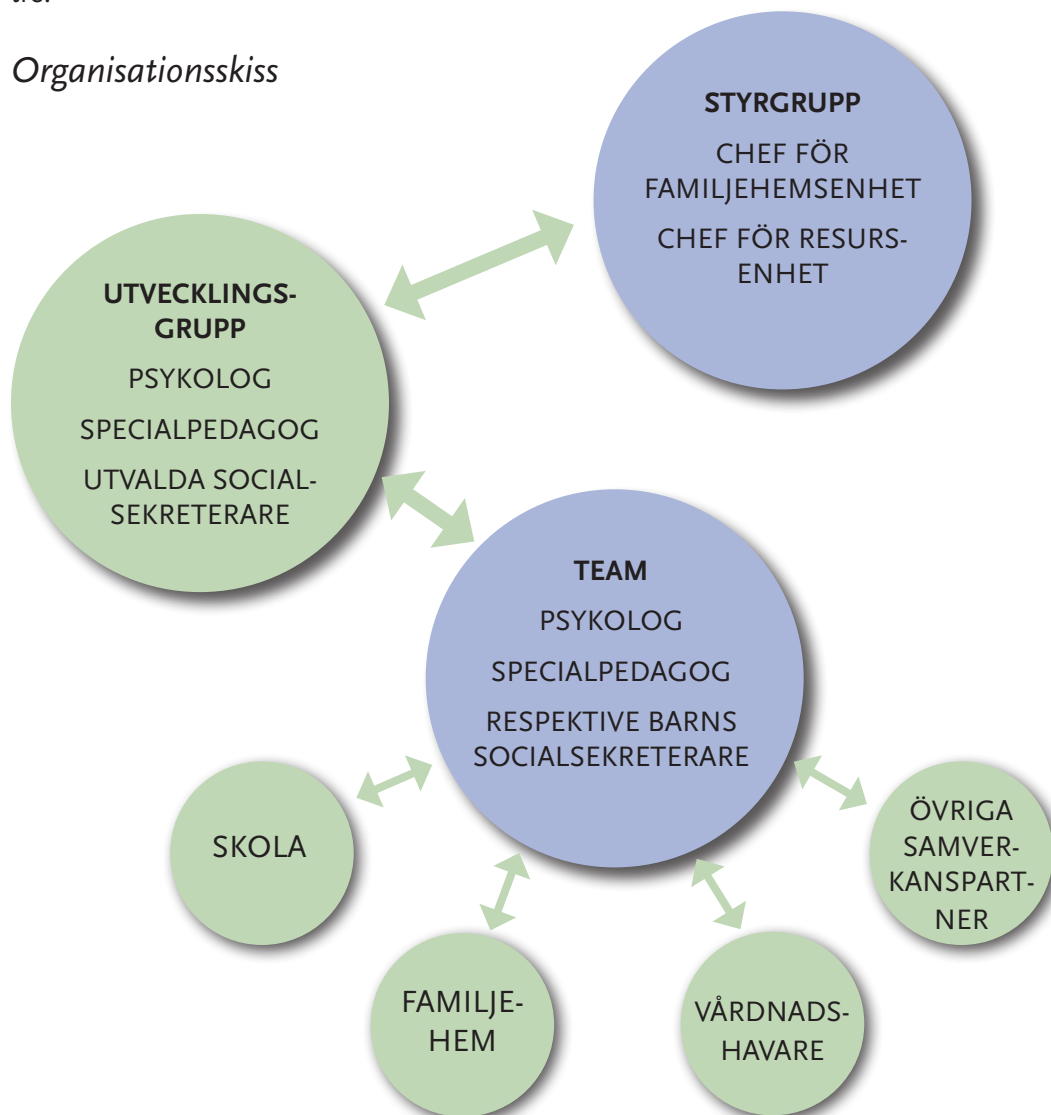 Organisationsskiss
STYRGRUPP
CHEF FÖR
FAMILJEHEMSENHET
CHEF FÖR RESURS-
ENHET
UTVECKLINGS-
GRUPP
PSYKOLOG
SPECIALPEDAGOG
UTVALDA SOCIAL-
SEKRETERARE
TEAM
PSYKOLOG
SPECIALPEDAGOG
RESPEKTIVE BARNS
SOCIALSEKRETERARE
SKOLA
FAMILJE-
HEM
VÅRDNADS-
HAVARE
ÖVRIGA
SAMVER-
KANSPART-
NER